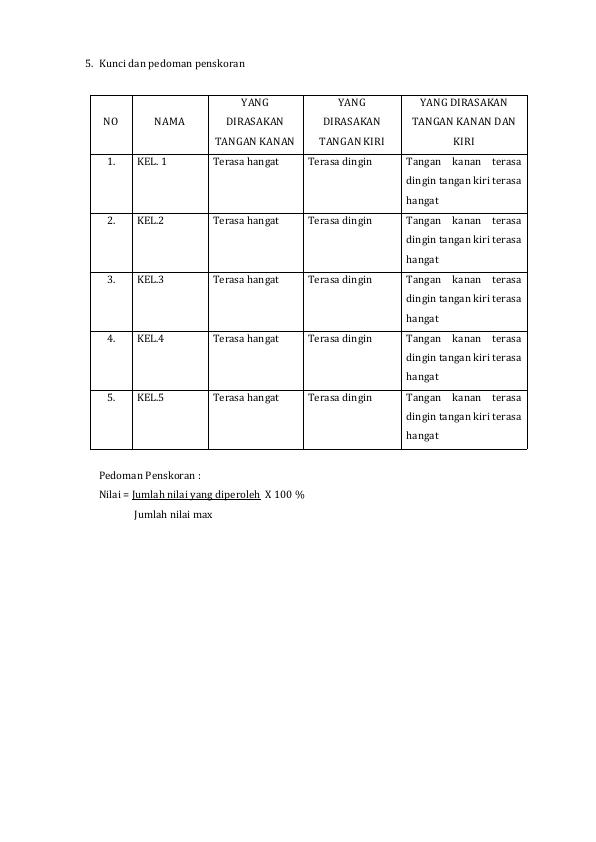 5. Kunci dan pedoman penskoran
NO
NAMA
YANG
DIRASAKAN
TANGAN KANAN
YANG
DIRASAKAN
TANGAN KIRI
YANG DIRASAKAN
TANGAN KANAN DAN
KIRI
1.
KEL. 1
Terasa hangat
Terasa dingin
Tangan kanan terasa
dingin tangan kiri terasa
hangat
2.
KEL.2
Terasa hangat
Terasa dingin
Tangan kanan terasa
dingin tangan kiri terasa
hangat
3.
KEL.3
Terasa hangat
Terasa dingin
Tangan kanan terasa
dingin tangan kiri terasa
hangat
4.
KEL.4
Terasa hangat
Terasa dingin
Tangan kanan terasa
dingin tangan kiri terasa
hangat
5.
KEL.5
Terasa hangat
Terasa dingin
Tangan kanan terasa
dingin tangan kiri terasa
hangat
Pedoman Penskoran :
Nilai = Jumlah nilai yang diperoleh X 100 %
Jumlah nilai max